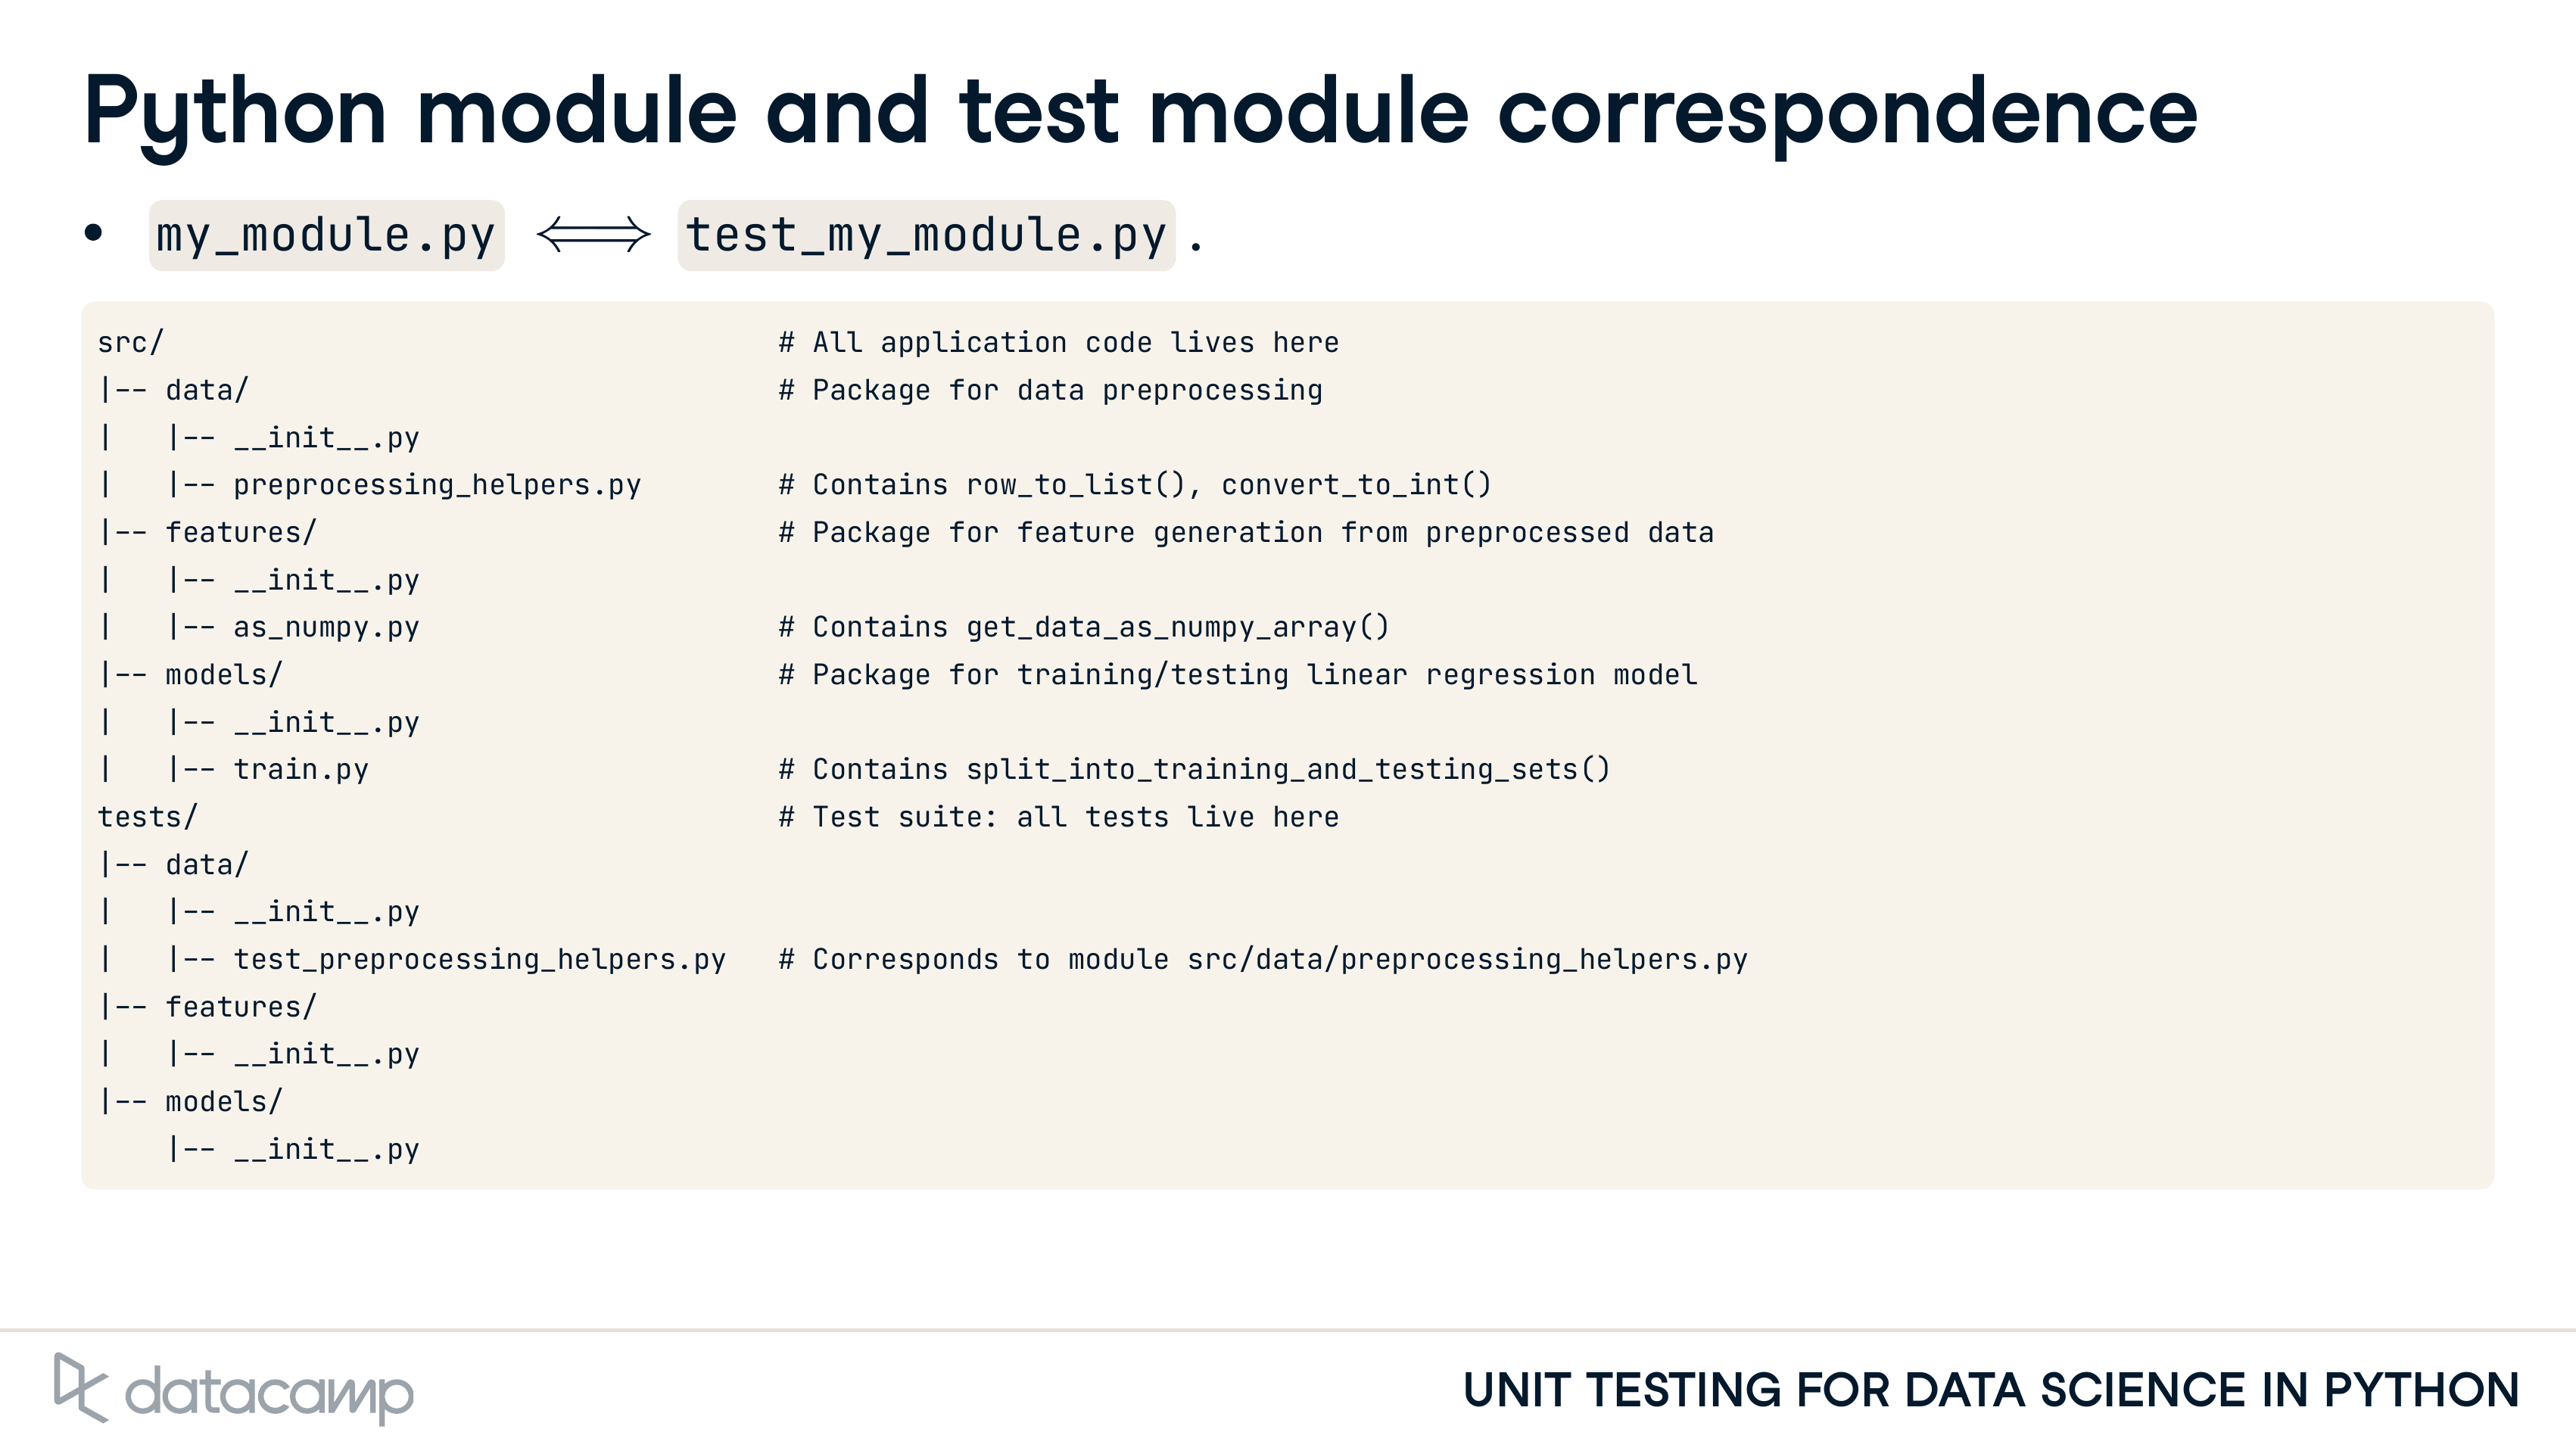 Python module and test module correspondence
• my_module.py ⟺ test_my_module.py .
src/                                    # All application code lives here
|-- data/                               # Package for data preprocessing
|   |-- __init__.py
|   |-- preprocessing_helpers.py        # Contains row_to_list(), convert_to_int()
|-- features/                           # Package for feature generation from preprocessed data
|   |-- __init__.py
|   |-- as_numpy.py                     # Contains get_data_as_numpy_array()
|-- models/                             # Package for training/testing linear regression model
|   |-- __init__.py
|   |-- train.py                        # Contains split_into_training_and_testing_sets()
tests/                                  # Test suite: all tests live here
|-- data/
|   |-- __init__.py
|   |-- test_preprocessing_helpers.py   # Corresponds to module src/data/preprocessing_helpers.py
|-- features/
|   |-- __init__.py
|-- models/
    |-- __init__.py
datacamp
UNIT TESTING FOR DATA SCIENCE IN PYTHON